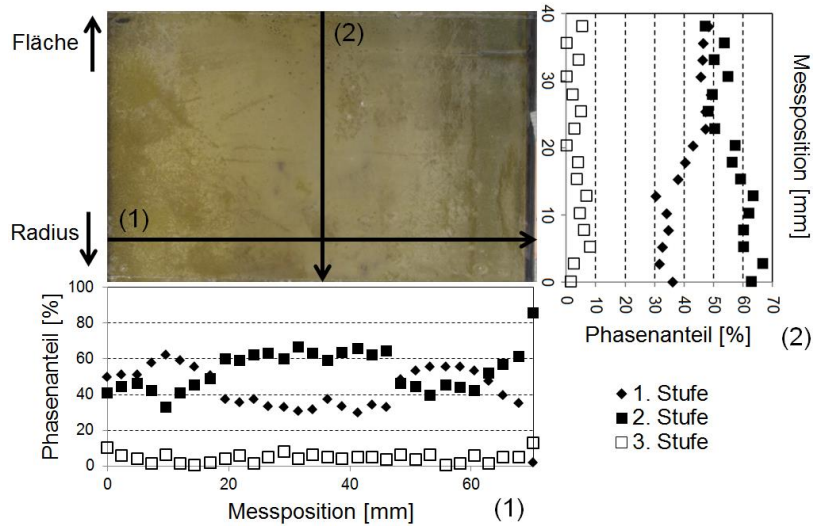 Fläche
(2)
(1)
Radius
40
30
20
10
0
Messposition [mm]
0 10 20 30 40 50 60 70
Phasenanteil [%]
(2)
100
80
60
40
20
0
Phasenanteil [%]
0 20 40 60
Messposition [mm]
(1)
1. Stufe
2. Stufe
3. Stufe